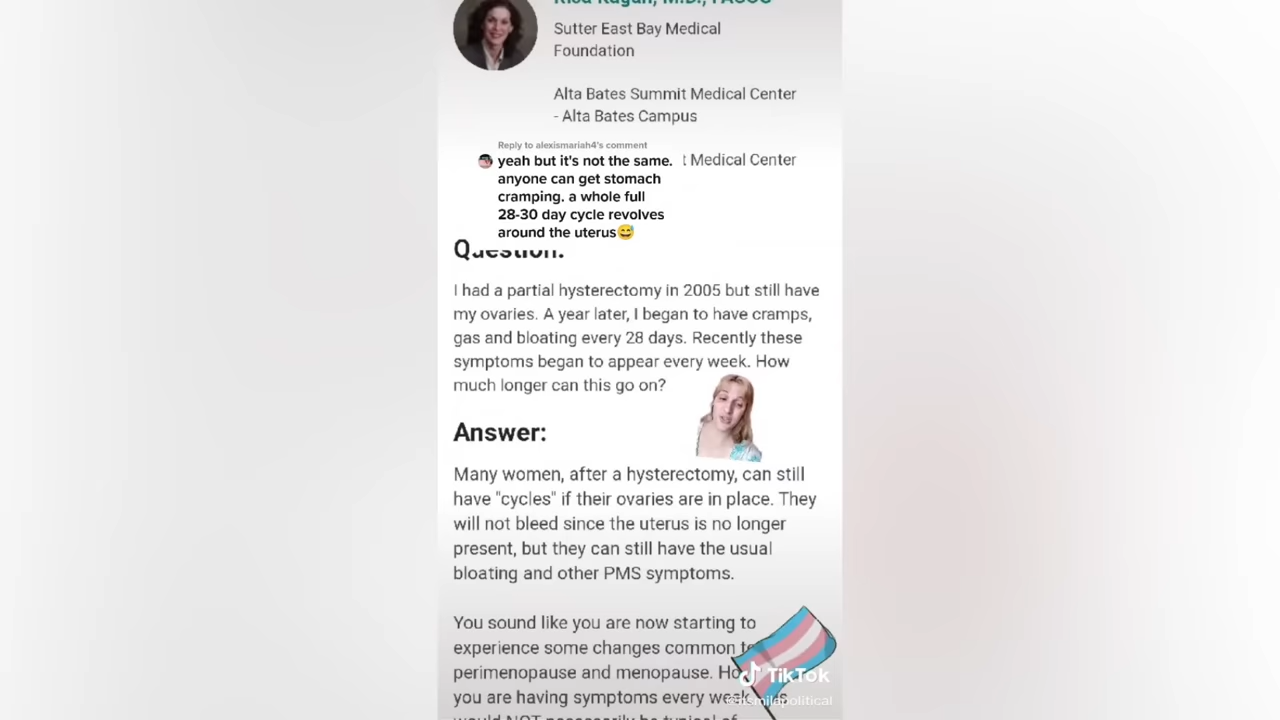 Sutter East Bay Medical
Foundation
Alta Bates Summit Medical Center
- Alta Bates Campus
Medical Center
Reply to alexismariah4's comment
yeah but it's not the same.
anyone can get stomach
cramping. a whole full
28-30 day cycle revolves
around the uterus😅
Question:
I had a partial hysterectomy in 2005 but still have
my ovaries. A year later, I began to have cramps,
gas and bloating every 28 days. Recently these
symptoms began to appear every week. How
much longer can this go on?
Answer:
Many women, after a hysterectomy, can still
have "cycles" if their ovaries are in place. They
will not bleed since the uterus is no longer
present, but they can still have the usual
bloating and other PMS symptoms.
You sound like you are now starting to
experience some changes common
perimenopause and menopause.
you are having symptoms every week
would NOT necessarily be typical of
TikTok